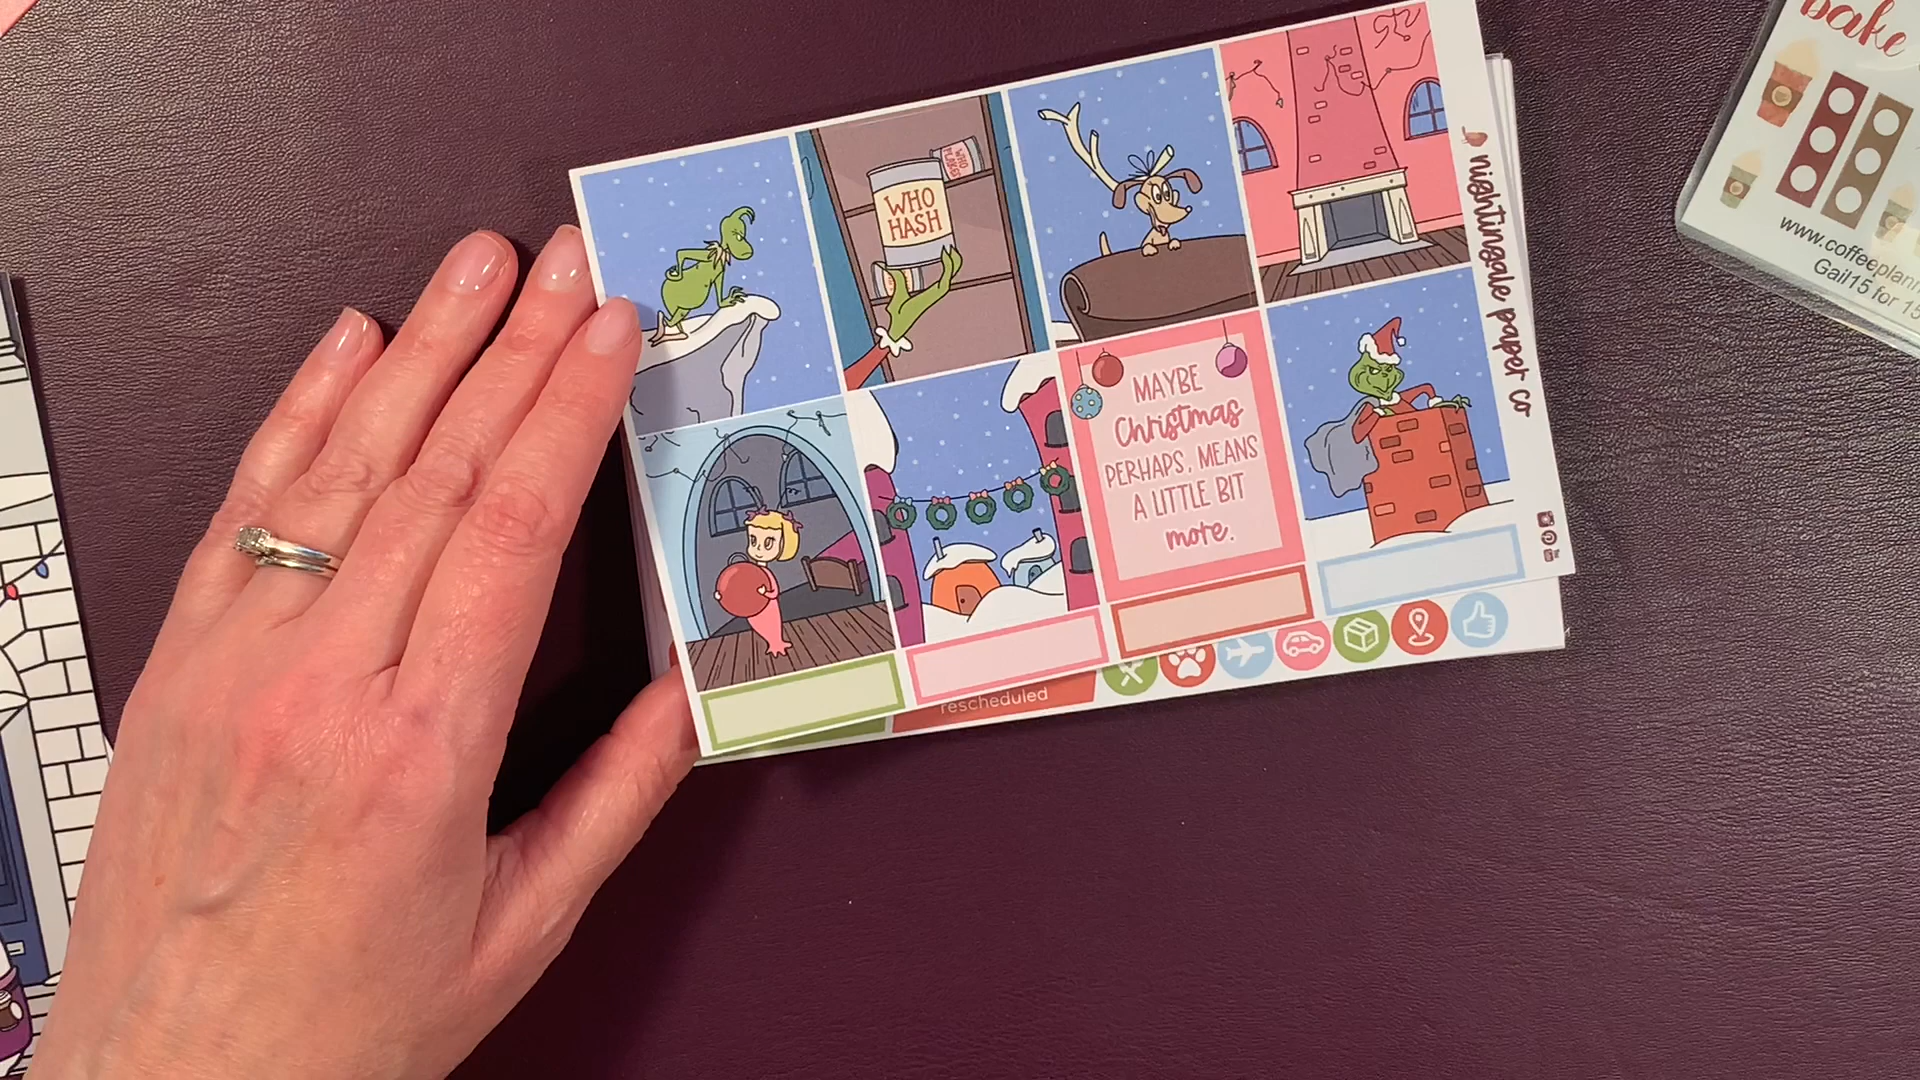 WHO
HASH
WHO
MAYBE
Christmas
PERHAPS, MEANS
A LITTLE BIT
more.
nightingale paper co
rescheduled
bake
www.coffeeplann
Gail15 for 15